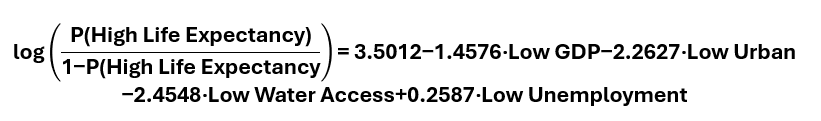 log(P(High Life Expectancy)/1−P(High Life Expectancy) = 3.5012−1.4576·Low GDP−2.2627·Low Urban
−2.4548·Low Water Access+0.2587·Low Unemployment